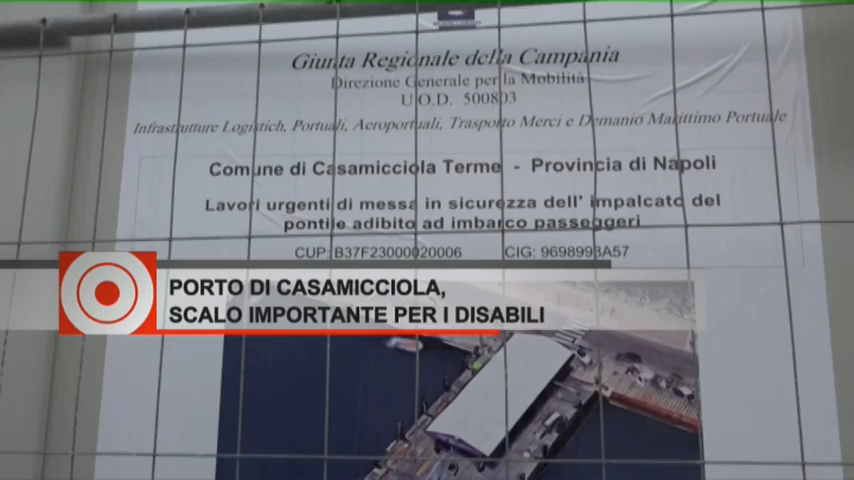 Giunta Regionale della Campania
Direzione Generale per la Mobilità
U.O.D. 500803
Infrastrutture Logistich, Portuali, Aeroportuali, Trasporto Merci e Demanio Marittimo Portuale
Comune di Casamicciola Terme - Provincia di Napoli
Lavori urgenti di messa in sicurezza dell' impalcato del
pontile adibito ad imbarco passeggeri
CUP: B37F23000020006 CIG: 9698993A57
PORTO DI CASAMICCIOLA,
SCALO IMPORTANTE PER I DISABILI